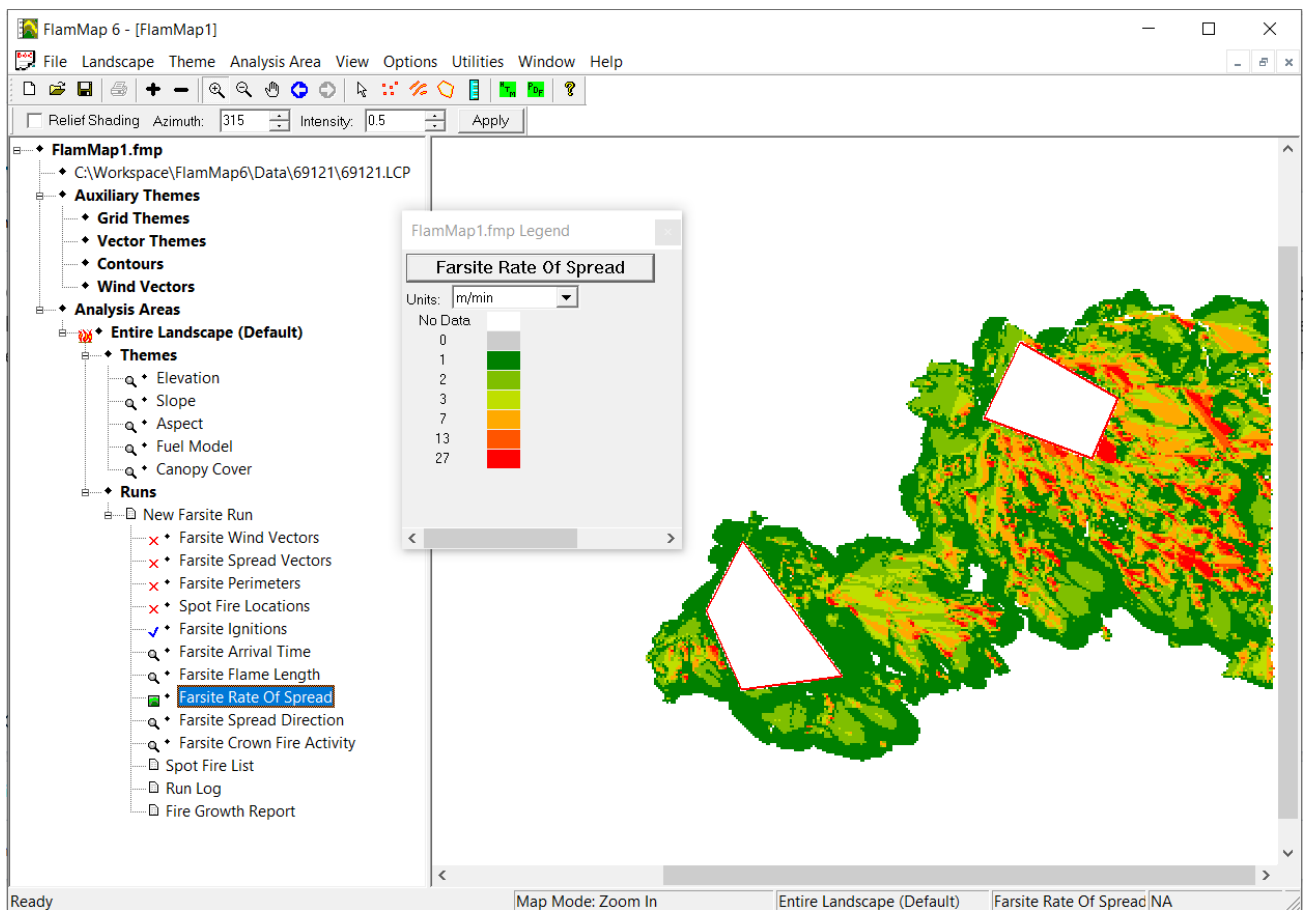 FlamMap 6 - [FlamMap1]
File Landscape Theme Analysis Area View Options Utilities Window Help
Relief Shading Azimuth: 315 Intensity: 0.5 Apply
FlamMap1.fmp
C:\Workspace\FlamMap6\Data\69121\69121.LCP
Auxiliary Themes
Grid Themes
Vector Themes
Contours
Wind Vectors
Analysis Areas
Entire Landscape (Default)
Themes
Elevation
Slope
Aspect
Fuel Model
Canopy Cover
Runs
New Farsite Run
Farsite Wind Vectors
Farsite Spread Vectors
Farsite Perimeters
Spot Fire Locations
Farsite Ignitions
Farsite Arrival Time
Farsite Flame Length
Farsite Rate Of Spread
Farsite Spread Direction
Farsite Crown Fire Activity
Spot Fire List
Run Log
Fire Growth Report
FlamMap1.fmp Legend
Farsite Rate Of Spread
Units: m/min
No Data
0
1
2
3
7
13
27
Ready Map Mode: Zoom In Entire Landscape (Default) Farsite Rate Of Spread NA